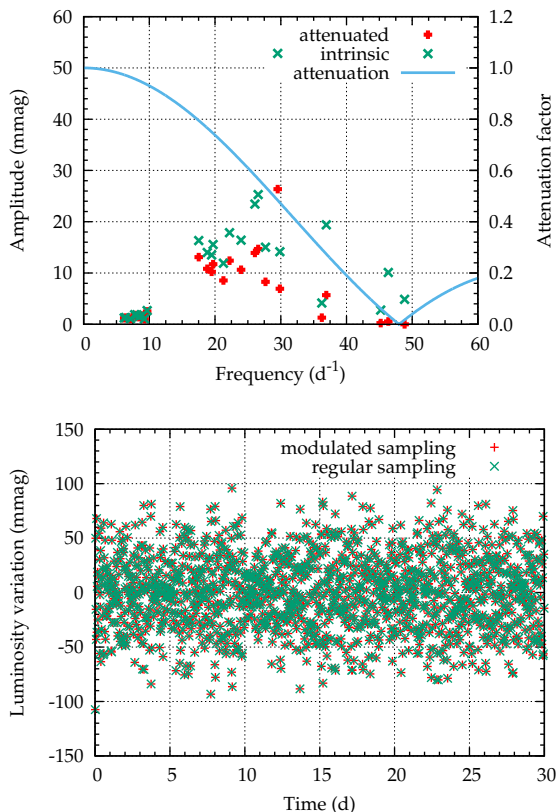 60
50
40
30
20
10
0
Amplitude (mmag)
attenuated
intrinsic
attenuation
1.2
1.0
0.8
0.6
0.4
0.2
0.0
Attenuation factor
0 10 20 30 40 50 60
Frequency (d-1)
150
100
50
0
-50
-100
-150
Luminosity variation (mmag)
modulated sampling
regular sampling
0 5 10 15 20 25 30
Time (d)